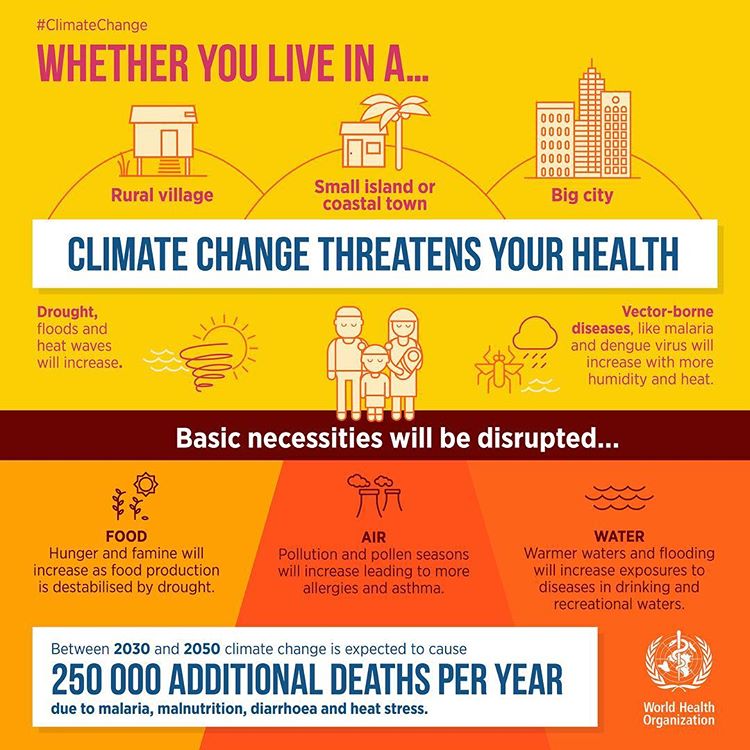 #ClimateChange
WHETHER YOU LIVE IN A...
Rural village
Small island or
coastal town
Big city
CLIMATE CHANGE THREATENS YOUR HEALTH
Drought,
floods and
heat waves
will increase.
Vector-borne
diseases, like malaria
and dengue virus will
increase with more
humidity and heat.
Basic necessities will be disrupted...
FOOD
Hunger and famine will
increase as food production
is destabilised by drought.
AIR
Pollution and pollen seasons
will increase leading to more
allergies and asthma.
WATER
Warmer waters and flooding
will increase exposures to
diseases in drinking and
recreational waters.
Between 2030 and 2050 climate change is expected to cause
250 000 ADDITIONAL DEATHS PER YEAR
due to malaria, malnutrition, diarrhoea and heat stress.
World Health
Organization